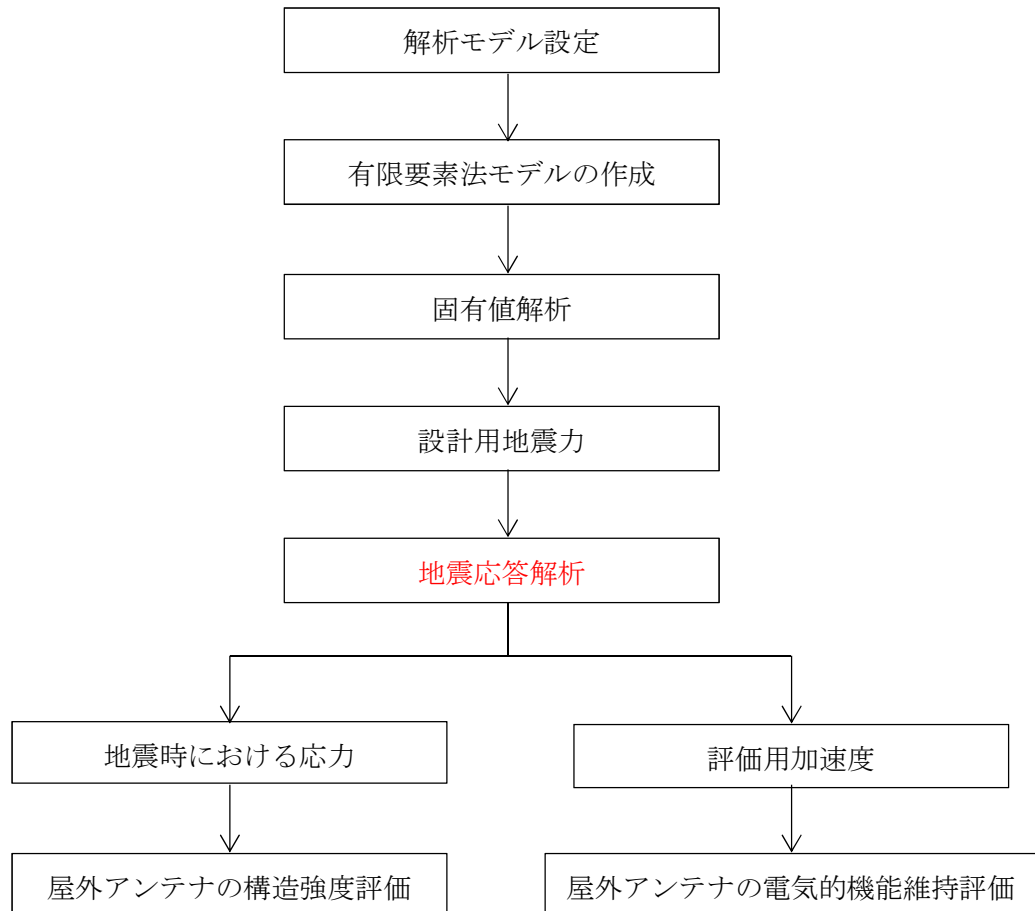 解析モデル設定
有限要素法モデルの作成
固有値解析
設計用地震力
地震応答解析
地震時における応力
評価用加速度
屋外アンテナの構造強度評価
屋外アンテナの電気的機能維持評価